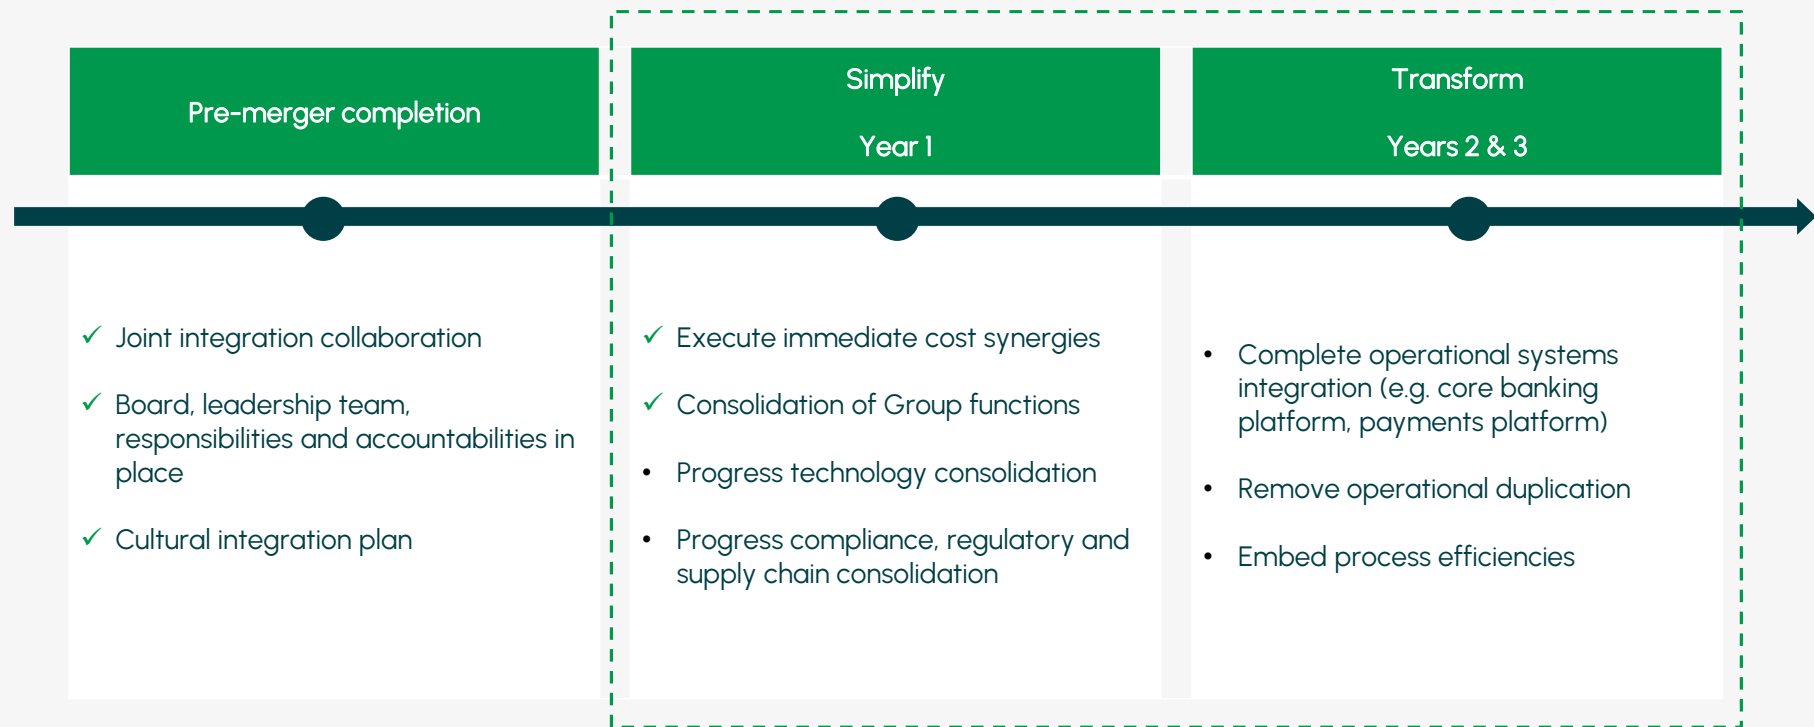 Pre-merger completion
Simplify
Year 1
Transform
Years 2 & 3
✓ Joint integration collaboration
✓ Board, leadership team,
responsibilities and accountabilities in
place
✓ Cultural integration plan
✓ Execute immediate cost synergies
✓ Consolidation of Group functions
• Progress technology consolidation
• Progress compliance, regulatory and
supply chain consolidation
• Complete operational systems
integration (e.g. core banking
platform, payments platform)
• Remove operational duplication
• Embed process efficiencies